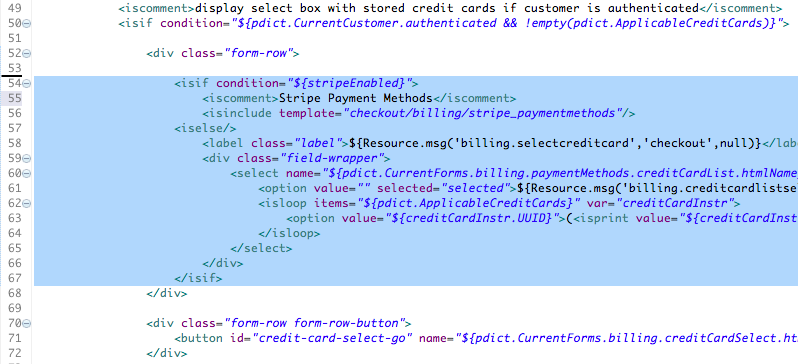 49 <iscomment>display select box with stored credit cards if customer is authenticated</iscomment>
50 <isif condition="${pdict.CurrentCustomer.authenticated && !empty(pdict.ApplicableCreditCards)}">
51
52 <div class="form-row">
53
54 <isif condition="${stripeEnabled}">
55 <iscomment>Stripe Payment Methods</iscomment>
56 <isinclude template="checkout/billing/stripe_paymentmethods"/>
57 <iselse/>
58 <label class="label">${Resource.msg('billing.selectcreditcard','checkout',null)}</lab
59 <div class="field-wrapper">
60 <select name="${pdict.CurrentForms.billing.paymentMethods.creditCardList.htmlName
61 <option value="" selected="selected">${Resource.msg('billing.creditcardlistse
62 <isloop items="${pdict.ApplicableCreditCards}" var="creditCardInstr">
63 <option value="${creditCardInstr.UUID}">(<isprint value="${creditCardInst
64 </isloop>
65 </select>
66 </div>
67 </isif>
68 </div>
69
70 <div class="form-row form-row-button">
71 <button id="credit-card-select-go" name="${pdict.CurrentForms.billing.creditCardSelect.ht
72 </div>